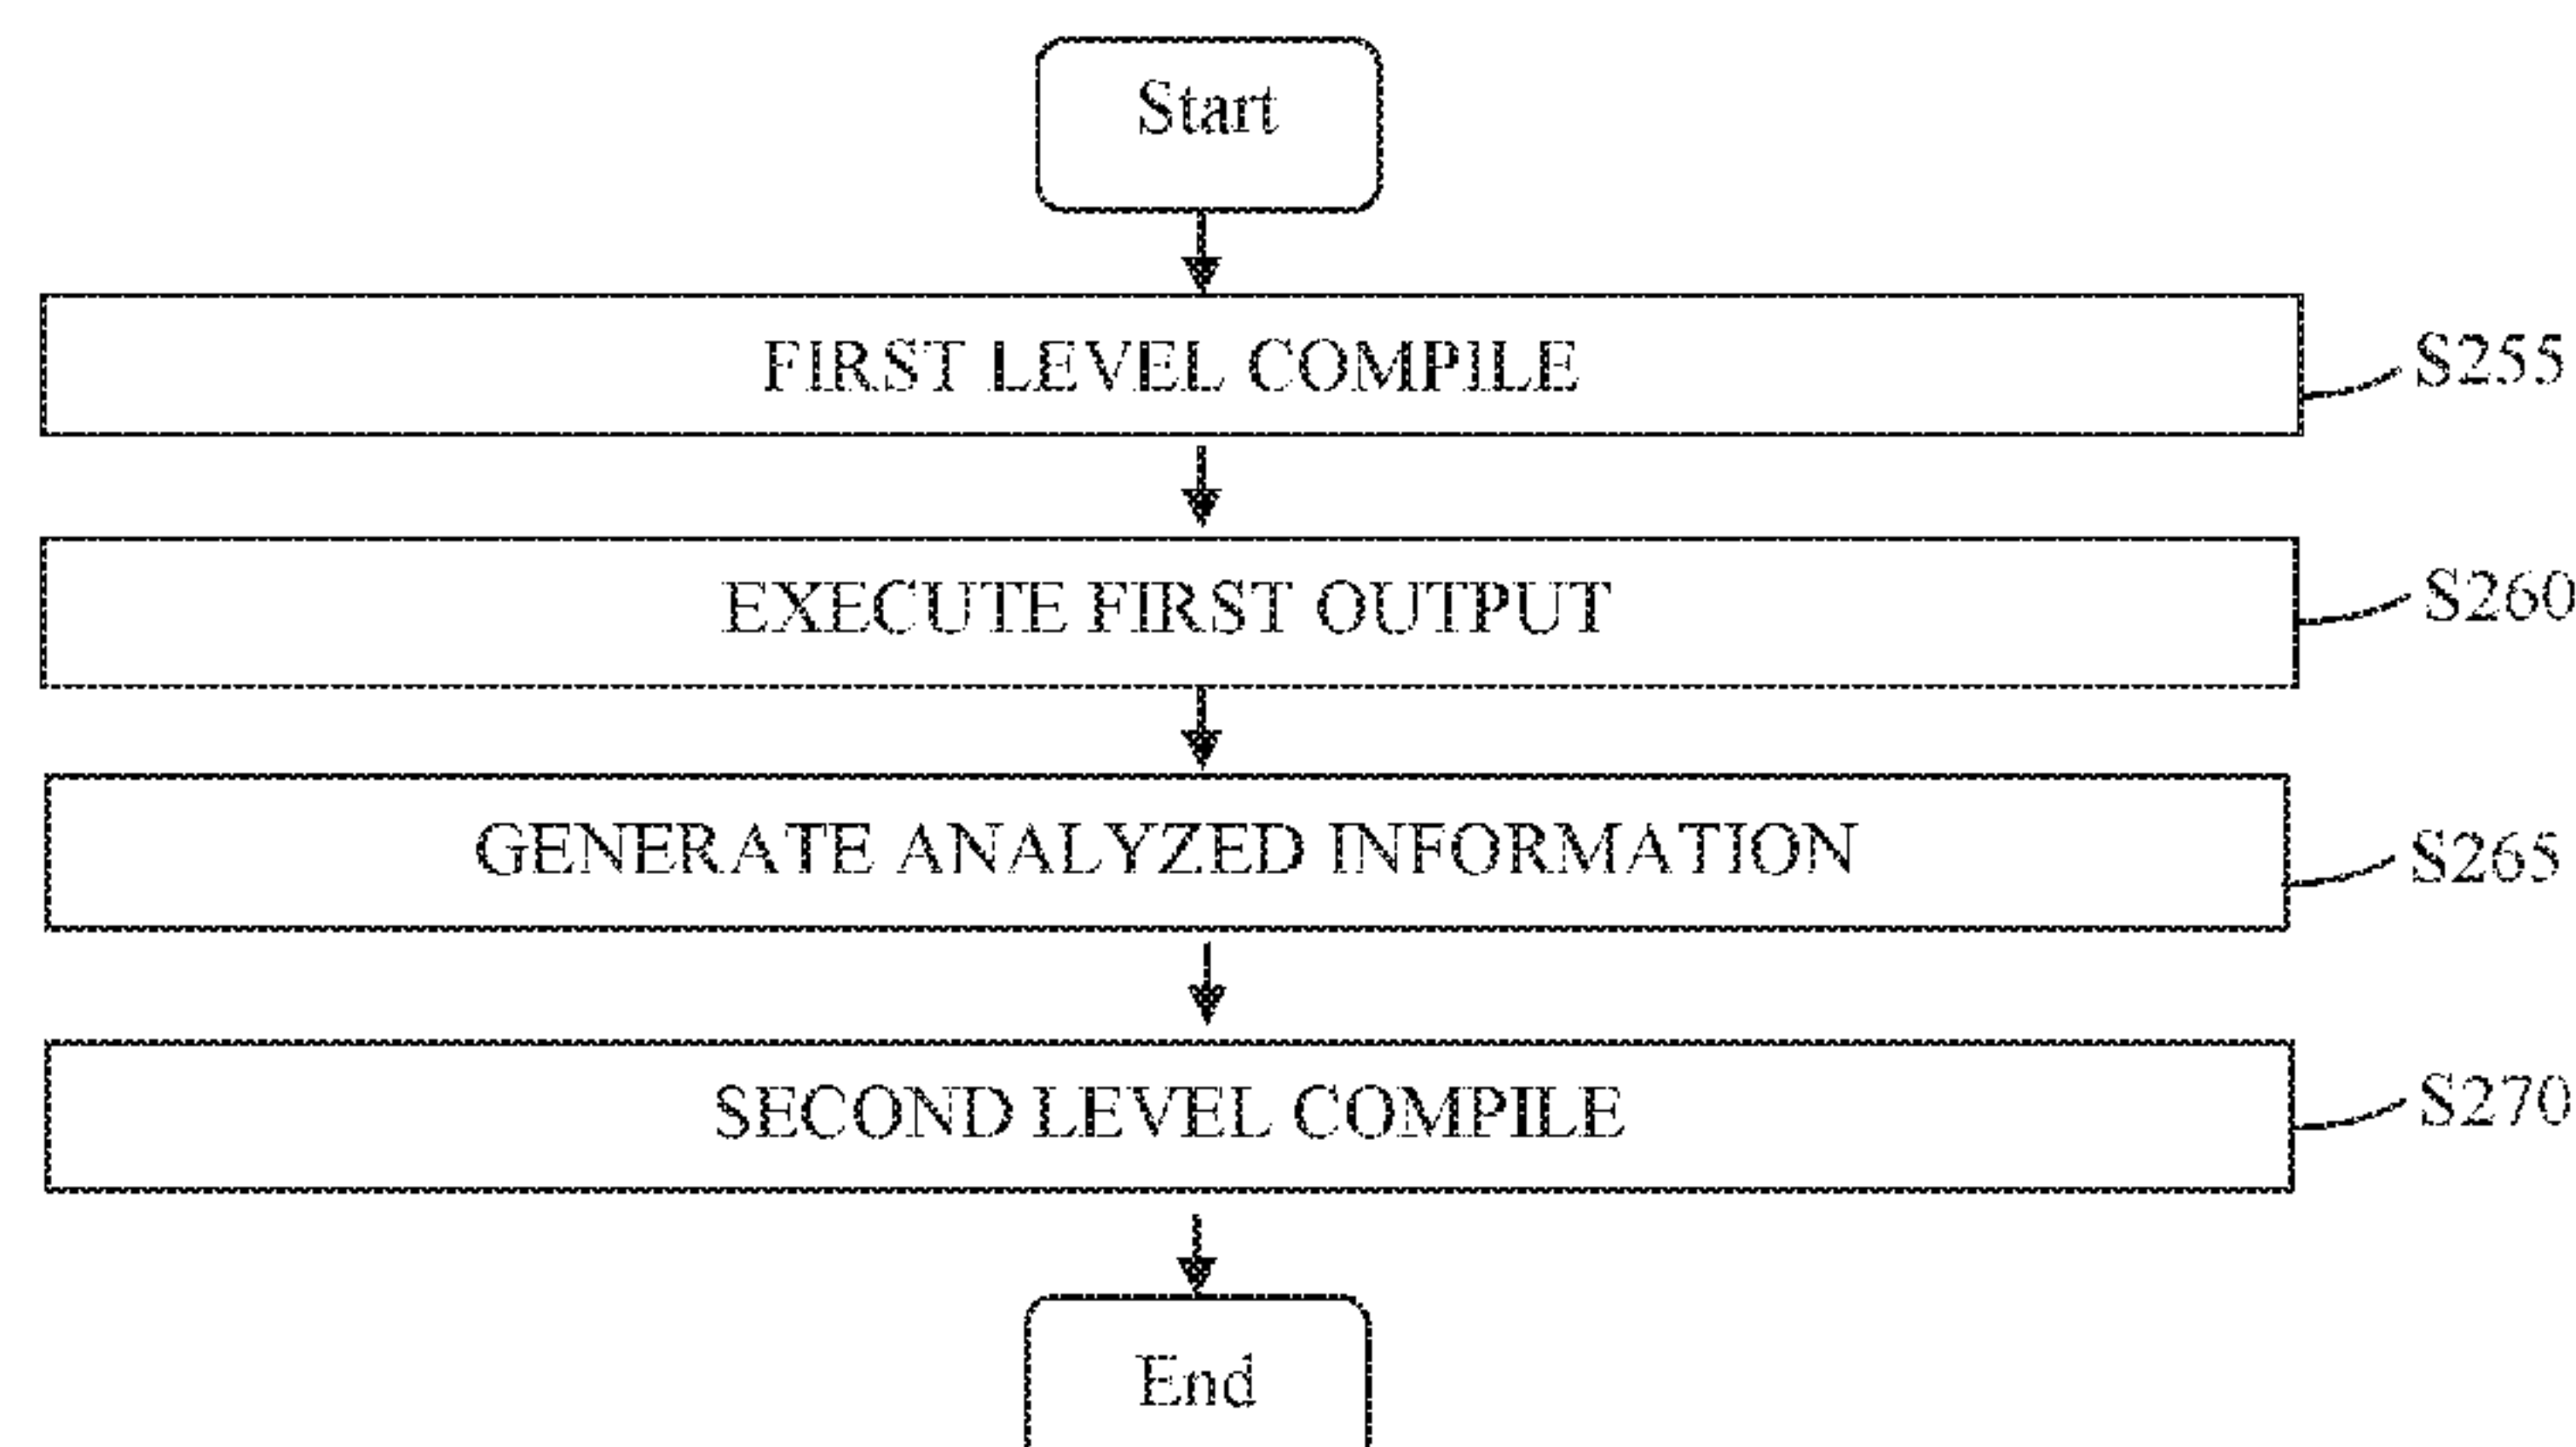 Start
FIRST LEVEL COMPILE
S255
EXECUTE FIRST OUTPUT
S260
GENERATE ANALYZED INFORMATION
S265
SECOND LEVEL COMPILE
S270
End